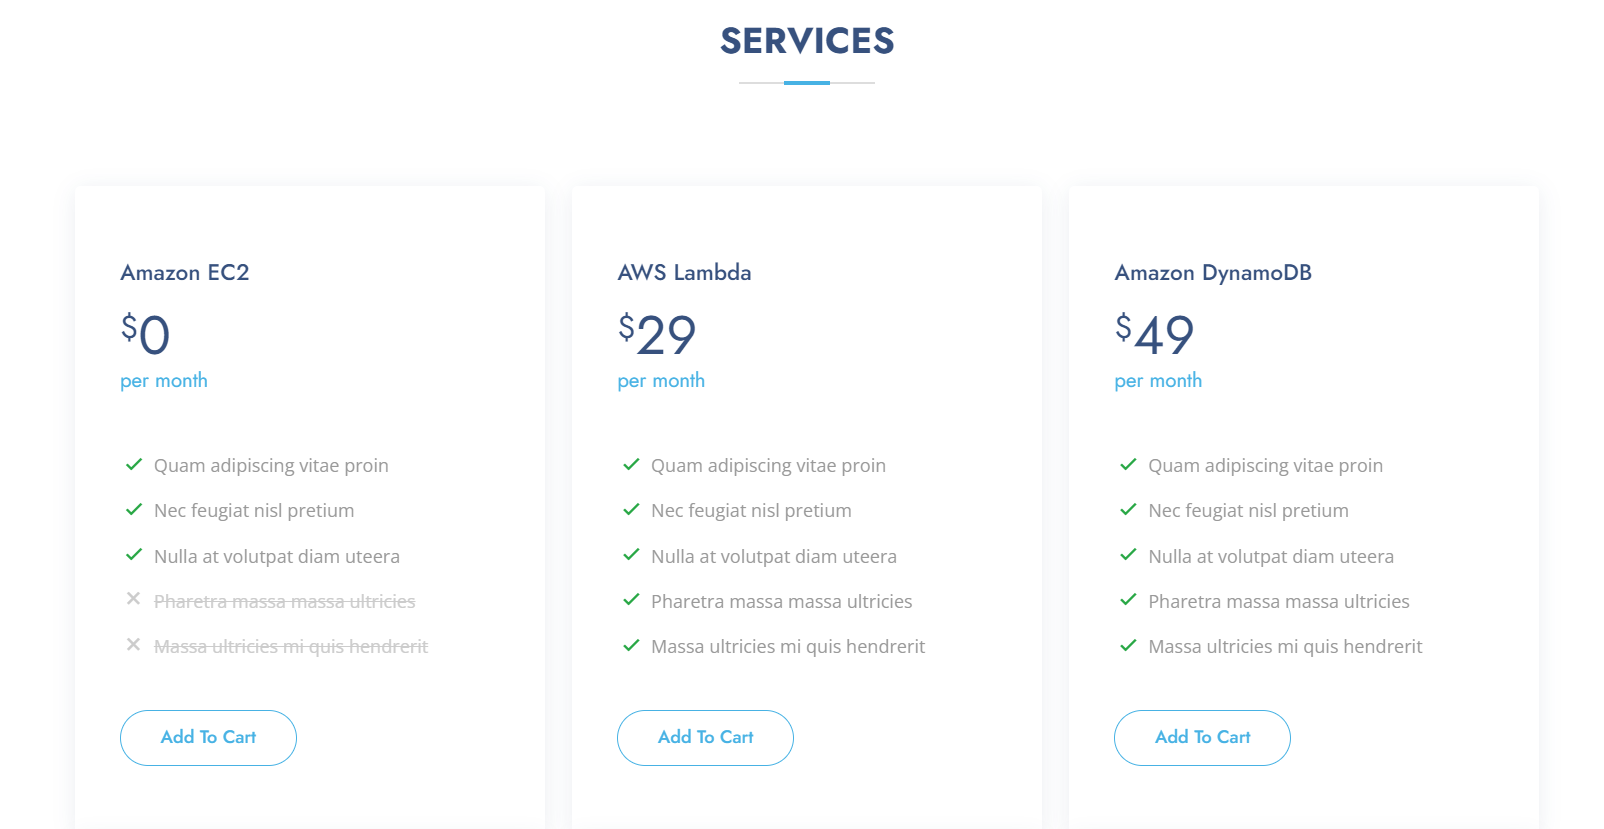 SERVICES
Amazon EC2
$0
per month
Quam adipiscing vitae proin
Nec feugiat nisl pretium
Nulla at volutpat diam uteera
Pharetra massa massa ultricies
Massa ultricies mi quis hendrerit
Add To Cart
AWS Lambda
$29
per month
Quam adipiscing vitae proin
Nec feugiat nisl pretium
Nulla at volutpat diam uteera
Pharetra massa massa ultricies
Massa ultricies mi quis hendrerit
Add To Cart
Amazon DynamoDB
$49
per month
Quam adipiscing vitae proin
Nec feugiat nisl pretium
Nulla at volutpat diam uteera
Pharetra massa massa ultricies
Massa ultricies mi quis hendrerit
Add To Cart